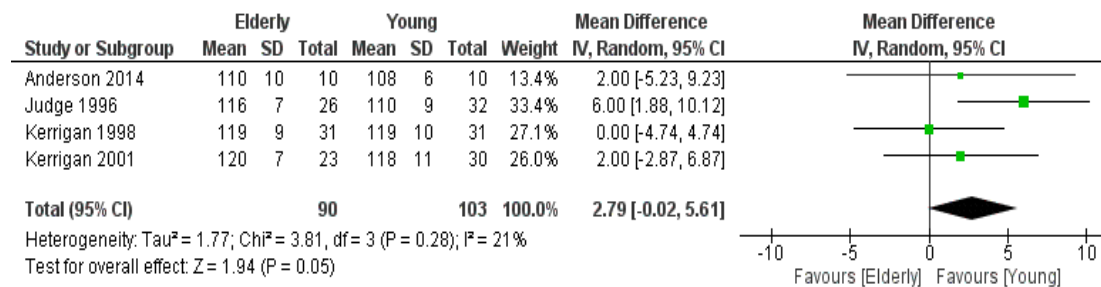 Elderly Young Mean Difference Mean Difference
Study or Subgroup Mean SD Total Mean SD Total Weight IV, Random, 95% CI IV, Random, 95% CI
Anderson 2014 110 10 10 108 6 10 13.4% 2.00 [-5.23, 9.23]
Judge 1996 116 7 26 110 9 32 33.4% 6.00 [1.88, 10.12]
Kerrigan 1998 119 9 31 119 10 31 27.1% 0.00 [-4.74, 4.74]
Kerrigan 2001 120 7 23 118 11 30 26.0% 2.00 [-2.87, 6.87]
Total (95% CI) 90 103 100.0% 2.79 [-0.02, 5.61]
Heterogeneity: Tau² = 1.77; Chi² = 3.81, df = 3 (P = 0.28); I² = 21%
Test for overall effect: Z = 1.94 (P = 0.05)
-10 -5 0 5 10
Favours [Elderly] Favours [Young]